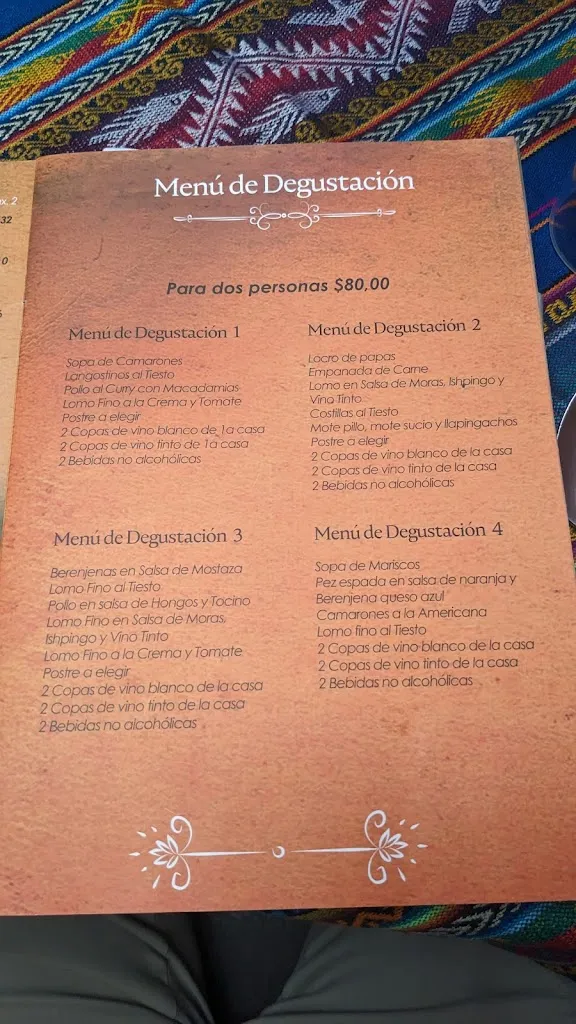 x. 2
32
0
Menú de Degustación
Para dos personas $80,00
Menú de Degustación 1
Sopa de Camarones
Langostinos al Tiesto
Pollo al Curry con Macadamias
Lomo Fino a la Crema y Tomate
Postre a elegir
2 Copas de vino blanco de 1a casa
2 Copas de vino tinto de 1a casa
2 Bebidas no alcohólicas
Menú de Degustación 2
Locro de papas
Empanada de Carne
Lomo en Salsa de Moras, Ishpingo y
Vino Tinto
Costillas al Tiesto
Mote pillo, mote sucio y llapingachos
Postre a elegir
2 Copas de vino blanco de la casa
2 Copas de vino tinto de la casa
2 Bebidas no alcohólicas
Menú de Degustación 3
Berenjenas en Salsa de Mostaza
Lomo Fino al Tiesto
Pollo en salsa de Hongos y Tocino
Lomo Fino en Salsa de Moras,
Ishpingo y Vino Tinto
Lomo Fino a la Crema y Tomate
Postre a elegir
2 Copas de vino blanco de la casa
2 Copas de vino tinto de la casa
2 Bebidas no alcohólicas
Menú de Degustación 4
Sopa de Mariscos
Pez espada en salsa de naranja y
Berenjena queso azul
Camarones a la Americana
Lomo fino al Tiesto
2 Copas de vino blanco de la casa
2 Copas de vino tinto de la casa
2 Bebidas no alcohólicas